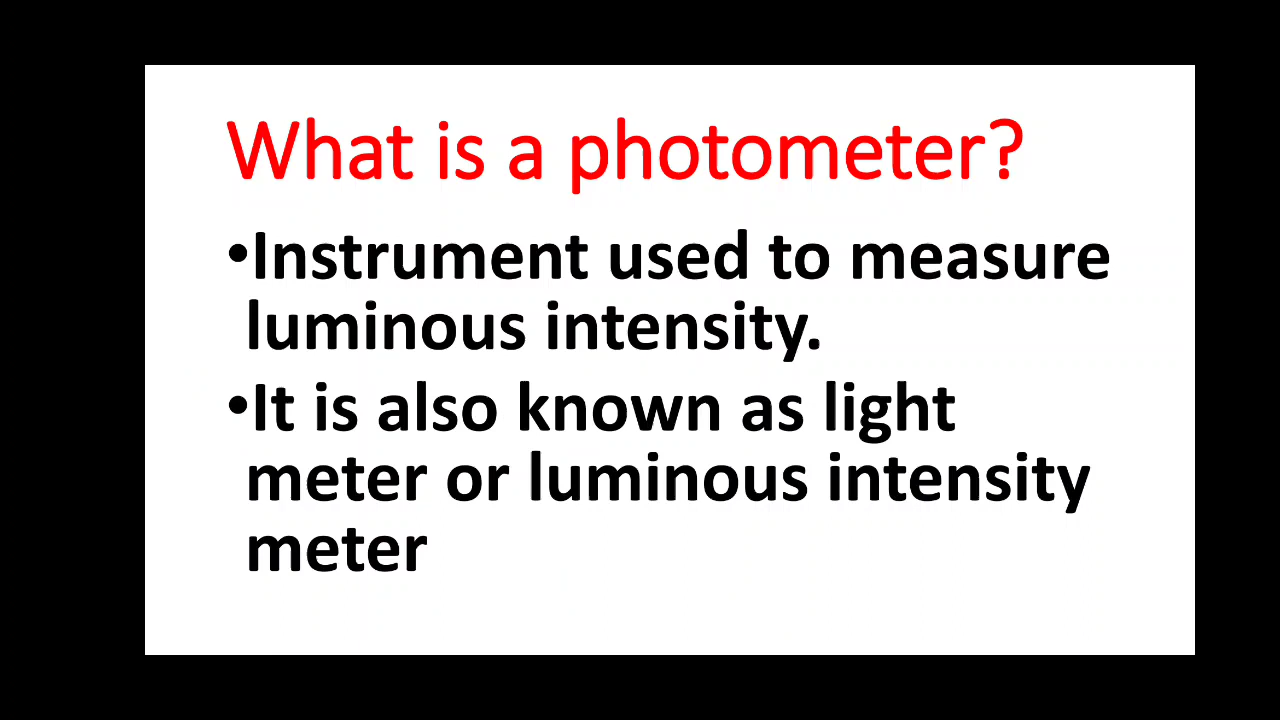 What is a photometer?
•Instrument used to measure
luminous intensity.
•It is also known as light
meter or luminous intensity
meter